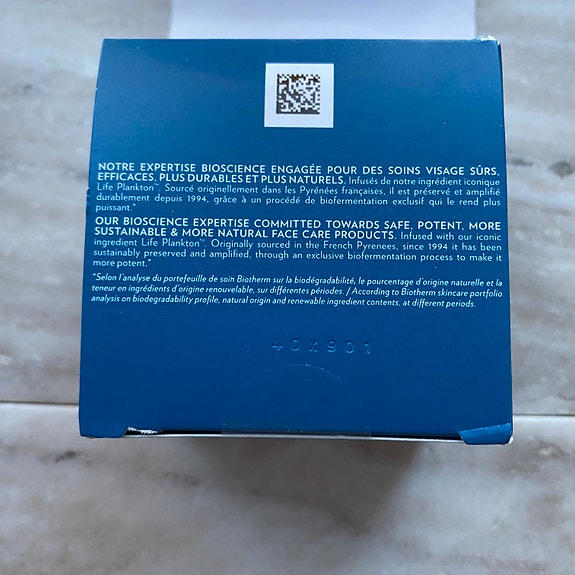 NOTRE EXPERTISE BIOSCIENCE ENGAGÉE POUR DES SOINS VISAGE SÛRS,
EFFICACES, PLUS DURABLES ET PLUS NATURELS. Infusés de notre ingrédient iconique
Life Plankton™. Sourcé originellement dans les Pyrénées françaises, il est préservé et amplifié
durablement depuis 1994, grâce à un procédé de biofermentation exclusif qui le rend plus
puissant.*
OUR BIOSCIENCE EXPERTISE COMMITTED TOWARDS SAFE, POTENT, MORE
SUSTAINABLE & MORE NATURAL FACE CARE PRODUCTS. Infused with our iconic
ingredient Life Plankton™. Originally sourced in the French Pyrenees, since 1994 it has been
sustainably preserved and amplified, through an exclusive biofermentation process to make it
more potent.*
*Selon l'analyse du portefeuille de soin Biotherm sur la biodégradabilité, le pourcentage d'origine naturelle et la
teneur en ingrédients d'origine renouvelable, sur différentes périodes. / According to Biotherm skincare portfolio
analysis on biodegradability profile, natural origin and renewable ingredient contents, at different periods.
40X901